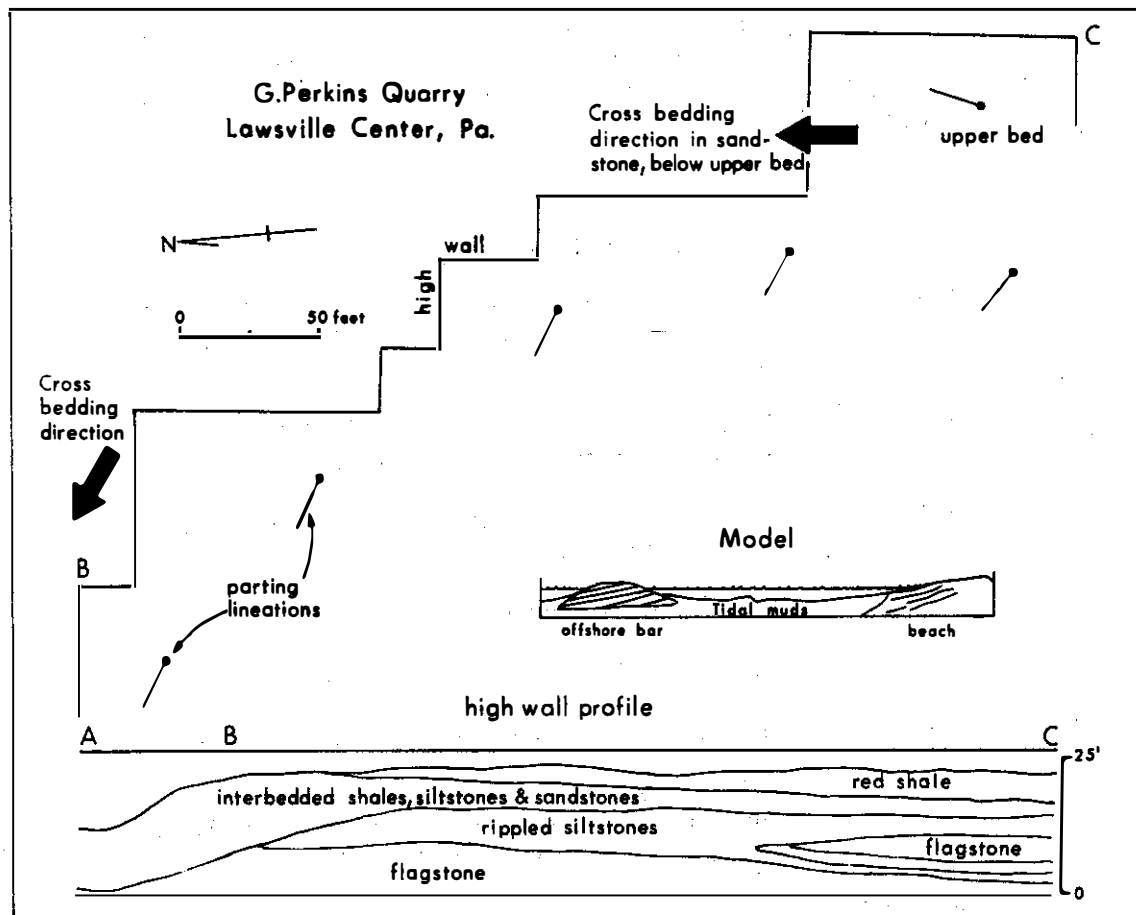 C
G.Perkins Quarry
Lawsville Center, Pa.
Cross bedding
direction in sand-
stone, below upper bed
upper bed
N
wall
high
0
50 feet
Cross
bedding
direction
B
parting
lineations
Model
Tidal muds
offshore bar
beach
high wall profile
A
B
C
25'
red shale
interbedded shales, siltstones & sandstones
rippled siltstones
flagstone
flagstone
0